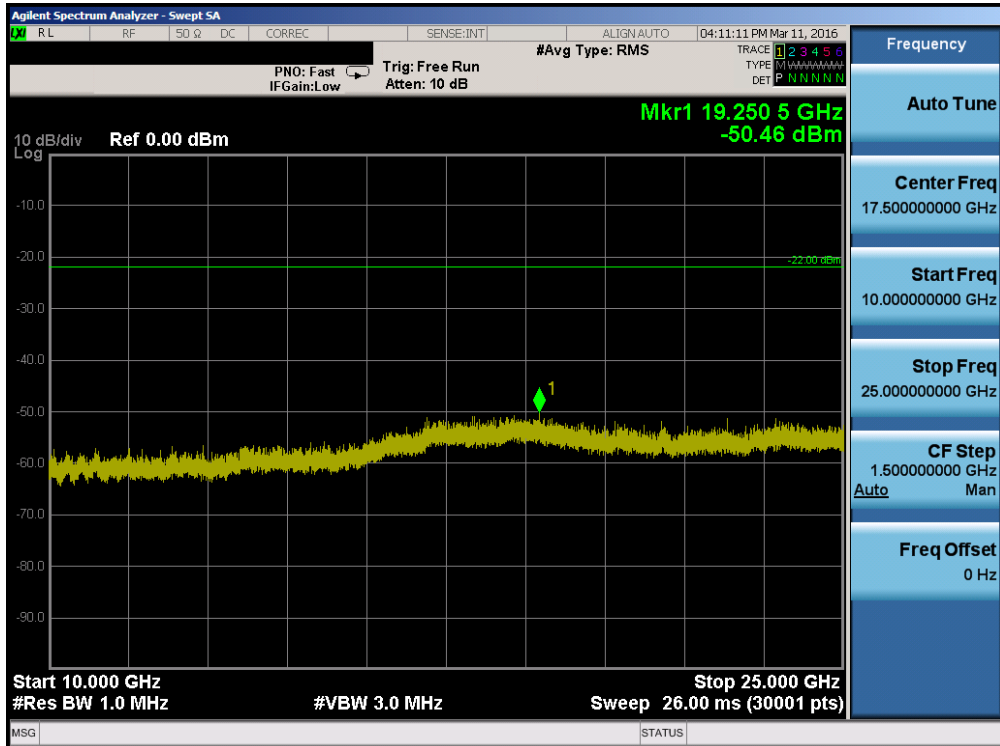 Agilent Spectrum Analyzer - Swept SA
LXI RL RF 50 Ω DC CORREC SENSE:INT ALIGN AUTO 04:11:11 PM Mar 11, 2016
#Avg Type: RMS
TRACE 1 2 3 4 5 6
TYPE M
DET P N N N N N
PNO: Fast
IFGain:Low
Trig: Free Run
Atten: 10 dB
Mkr1 19.250 5 GHz
-50.46 dBm
10 dB/div Ref 0.00 dBm
Log
-10.0
-20.0
-22.00 dBm
-30.0
-40.0
1
-50.0
-60.0
-70.0
-80.0
-90.0
Start 10.000 GHz Stop 25.000 GHz
#Res BW 1.0 MHz #VBW 3.0 MHz Sweep 26.00 ms (30001 pts)
MSG STATUS
Frequency
Auto Tune
Center Freq
17.500000000 GHz
Start Freq
10.000000000 GHz
Stop Freq
25.000000000 GHz
CF Step
1.500000000 GHz
Auto Man
Freq Offset
0 Hz